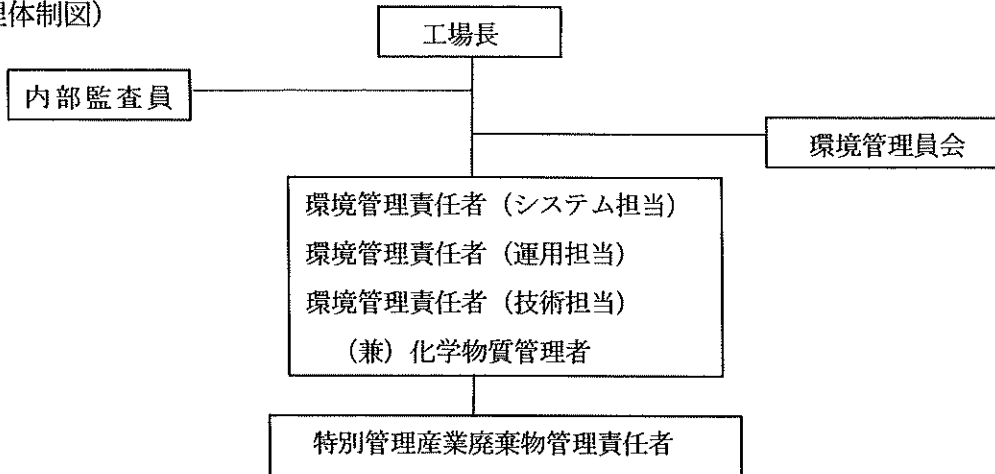 理体制図)
工場長
内部監査員
環境管理員会
環境管理責任者(システム担当)
環境管理責任者(運用担当)
環境管理責任者(技術担当)
(兼)化学物質管理者
特別管理産業廃棄物管理責任者